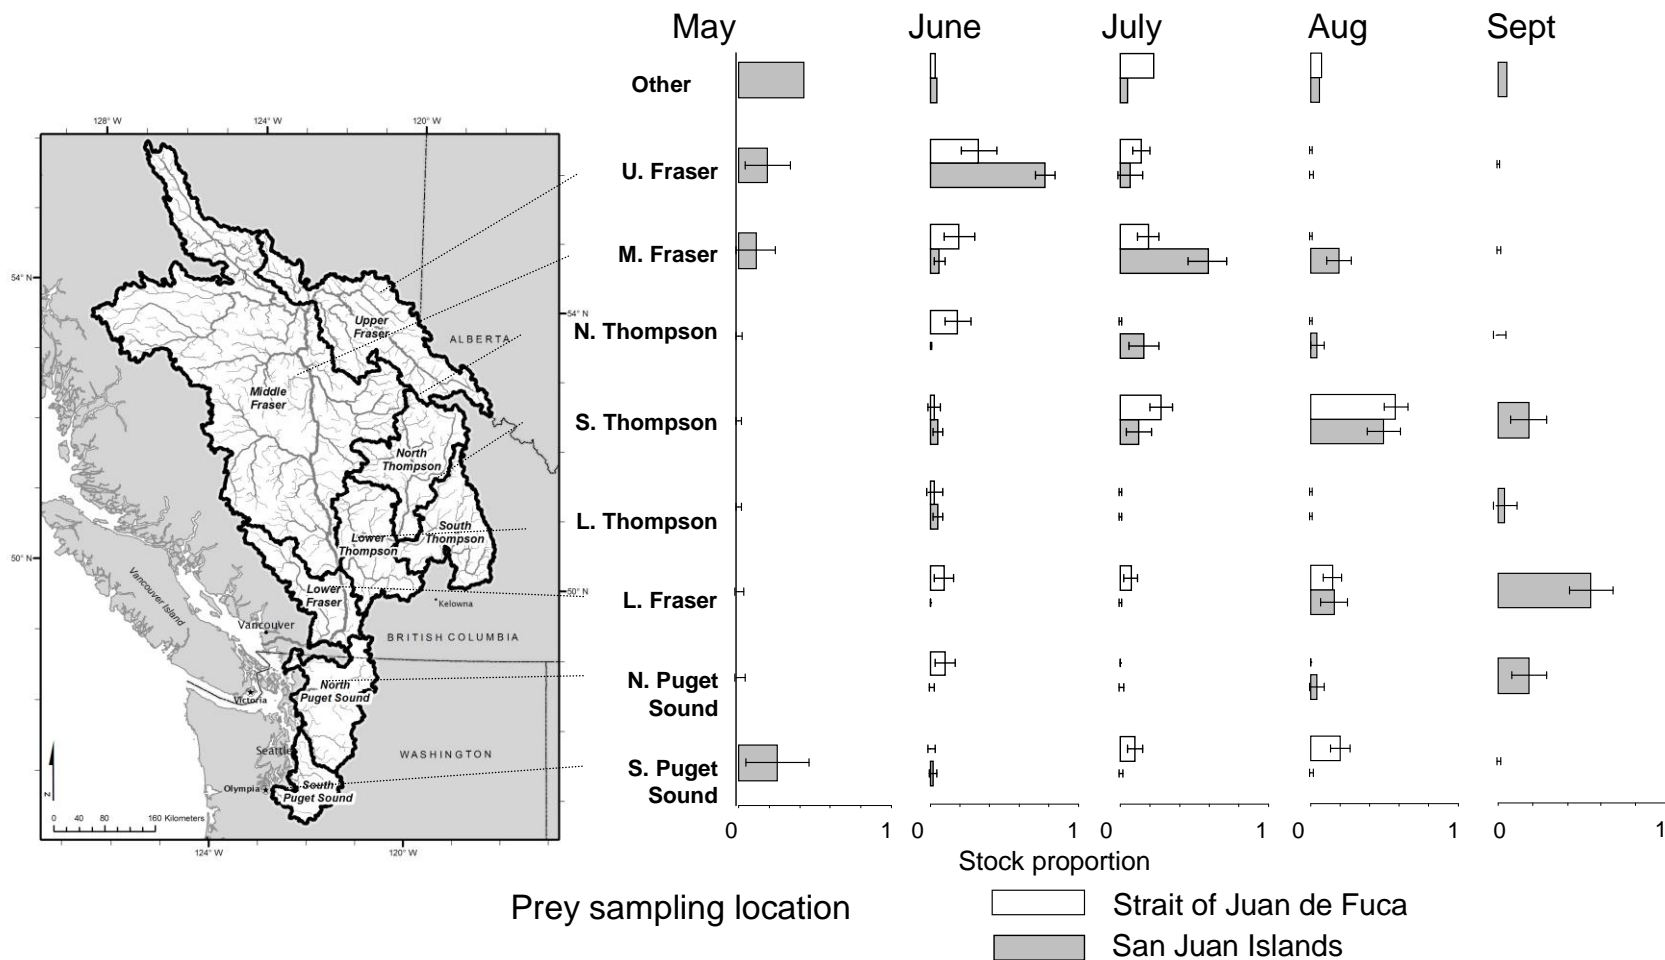 May
June
July
Aug
Sept
Other
U. Fraser
M. Fraser
N. Thompson
S. Thompson
L. Thompson
L. Fraser
N. Puget
Sound
S. Puget
Sound
0
1
0
1
0
1
0
1
0
1
Stock proportion
Prey sampling location
Strait of Juan de Fuca
San Juan Islands
128° W
124° W
120° W
54° N
54° N
50° N
50° N
124° W
120° W
Upper
Fraser
ALBERTA
Middle
Fraser
North
Thompson
South
Thompson
Lower
Thompson
Lower
Fraser
Kelowna
Vancouver Island
Vancouver
BRITISH COLUMBIA
North
Puget Sound
Victoria
Seattle
WASHINGTON
Olympia
South
Puget Sound
N
0 40 80 160 Kilometers